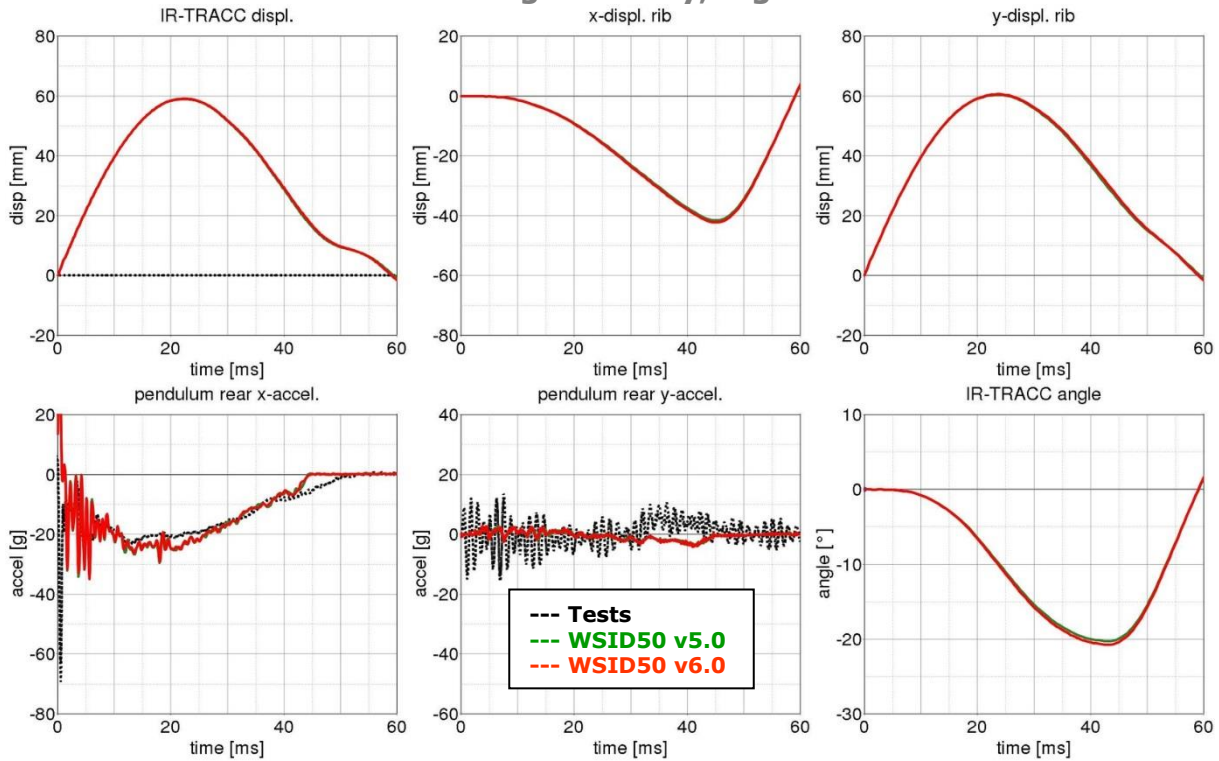 IR-TRACC displ.
x-displ. rib
y-displ. rib
80
60
40
20
0
-20
disp [mm]
0 20 40 60
time [ms]
20
0
-20
-40
-60
-80
disp [mm]
0 20 40 60
time [ms]
80
60
40
20
0
-20
disp [mm]
0 20 40 60
time [ms]
pendulum rear x-accel.
pendulum rear y-accel.
IR-TRACC angle
20
0
-20
-40
-60
-80
accel [g]
0 20 40 60
time [ms]
40
20
0
-20
-40
-60
accel [g]
0 20 40 60
time [ms]
--- Tests
--- WSID50 v5.0
--- WSID50 v6.0
10
0
-10
-20
-30
angle [°]
0 20 40 60
time [ms]